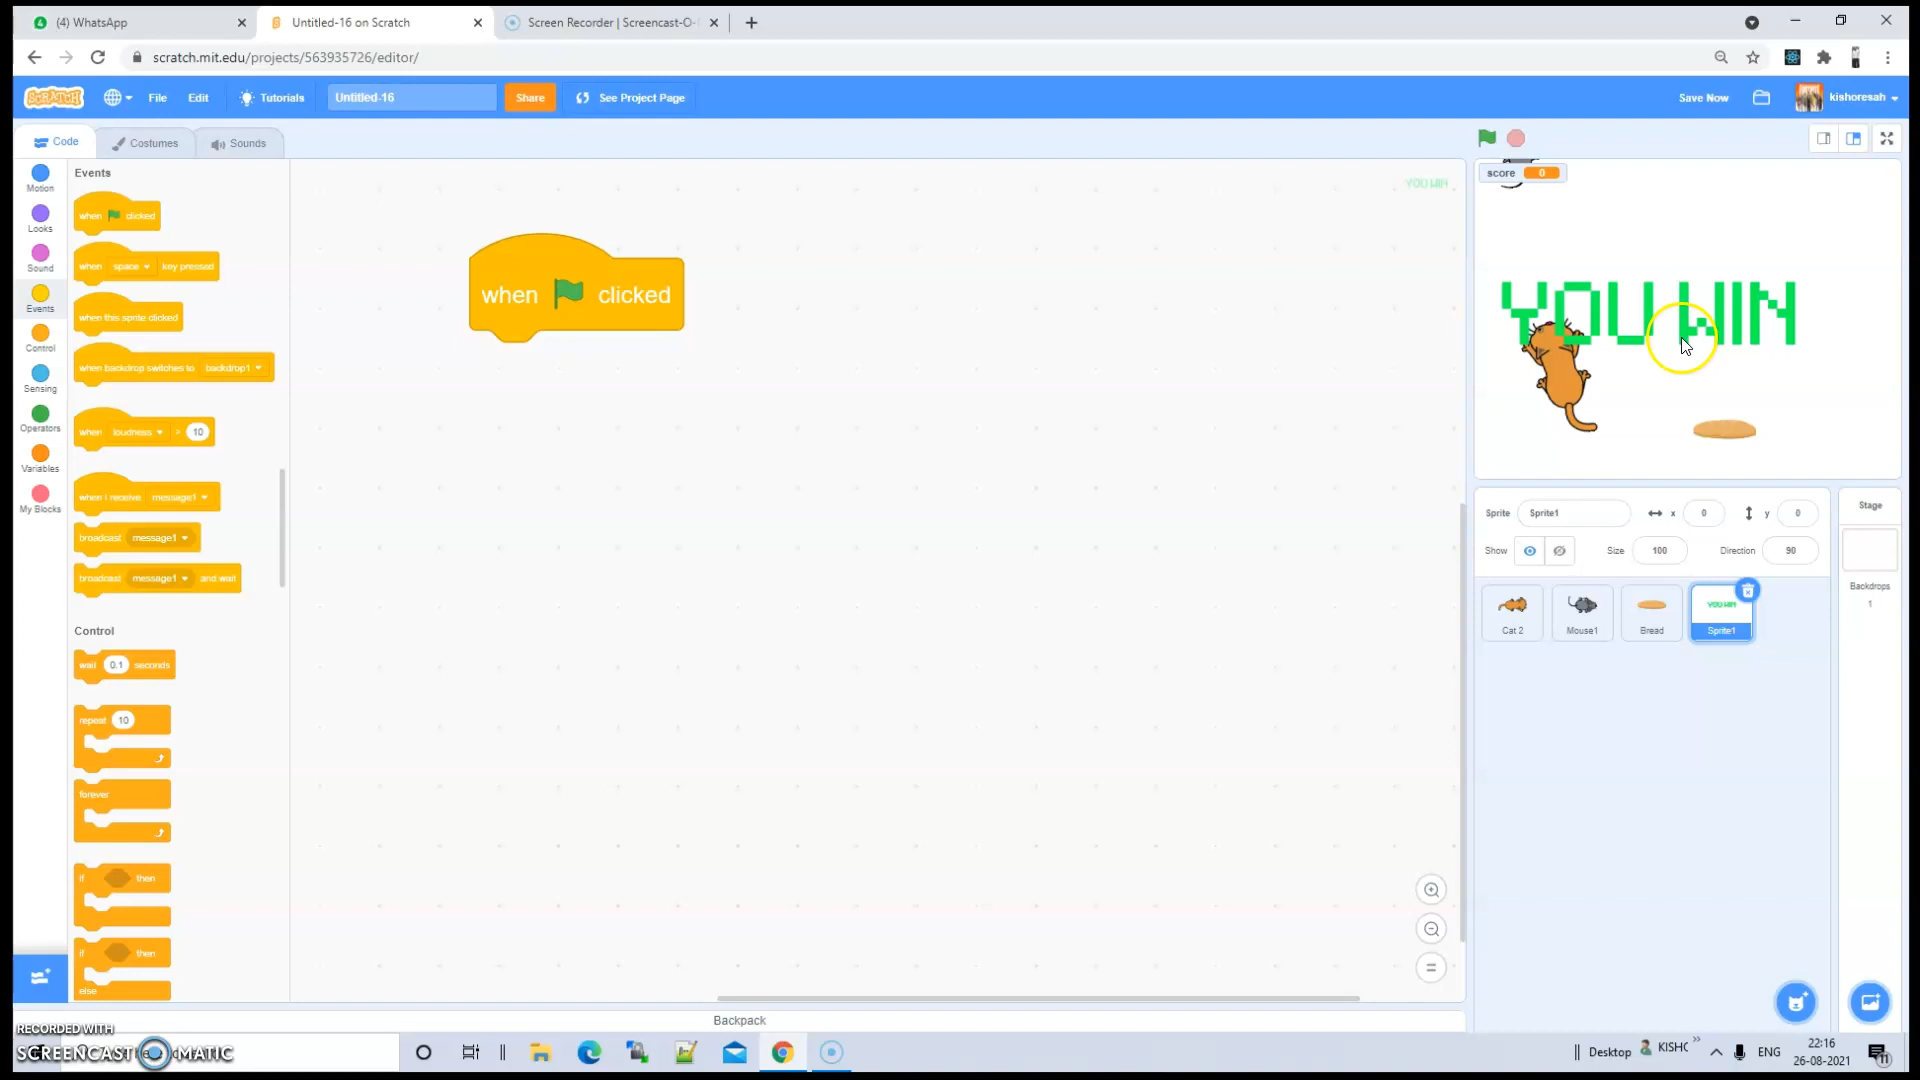 (4) WhatsApp
Untitled-16 on Scratch
Screen Recorder | Screencast-O-
scratch.mit.edu/projects/563935726/editor/
SCRATCH
File
Edit
Tutorials
Untitled-16
Share
See Project Page
Save Now
kishoresah
Code
Costumes
Sounds
Motion
Looks
Sound
Events
Control
Sensing
Operators
Variables
My Blocks
Events
when clicked
when space key pressed
when this sprite clicked
when backdrop switches to backdrop1
when loudness > 10
when I receive message1
broadcast message1
broadcast message1 and wait
Control
wait 0.1 seconds
repeat 10
forever
if then
if then
else
when clicked
YOU WIN
score 0
YOU WIN
Sprite Sprite1 x 0 y 0
Show Size 100 Direction 90
Cat 2
Mouse1
Bread
YOU WIN
Sprite1
Stage
Backdrops
1
Backpack
RECORDED WITH
SCREENCAST MATIC
Desktop
KISHC
ENG
22:16
26-08-2021